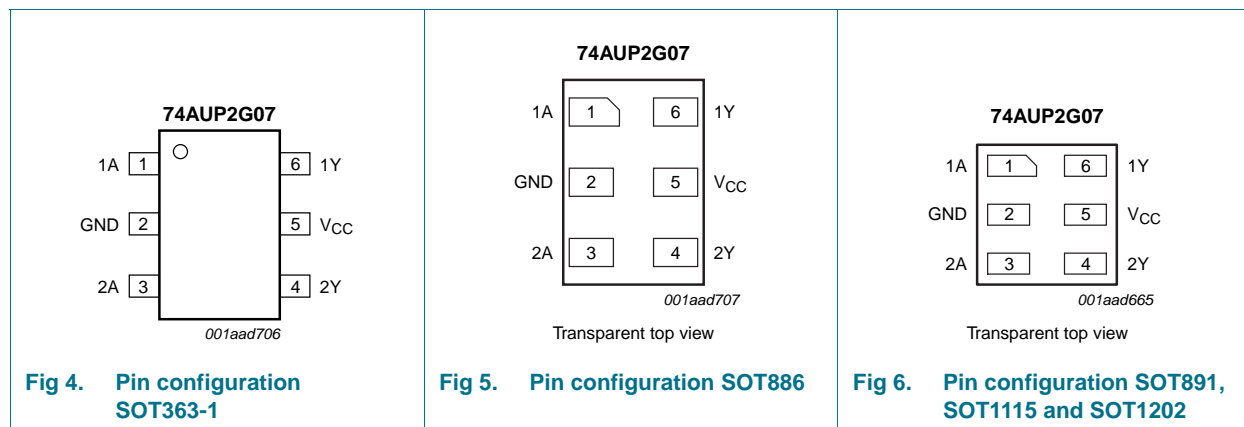 74AUP2G07
1A 1 6 1Y
GND 2 5 VCC
2A 3 4 2Y
001aad706
Fig 4. Pin configuration
SOT363-1
74AUP2G07
1A 1 6 1Y
GND 2 5 VCC
2A 3 4 2Y
001aad707
Transparent top view
Fig 5. Pin configuration SOT886
74AUP2G07
1A 1 6 1Y
GND 2 5 VCC
2A 3 4 2Y
001aad665
Transparent top view
Fig 6. Pin configuration SOT891,
SOT1115 and SOT1202